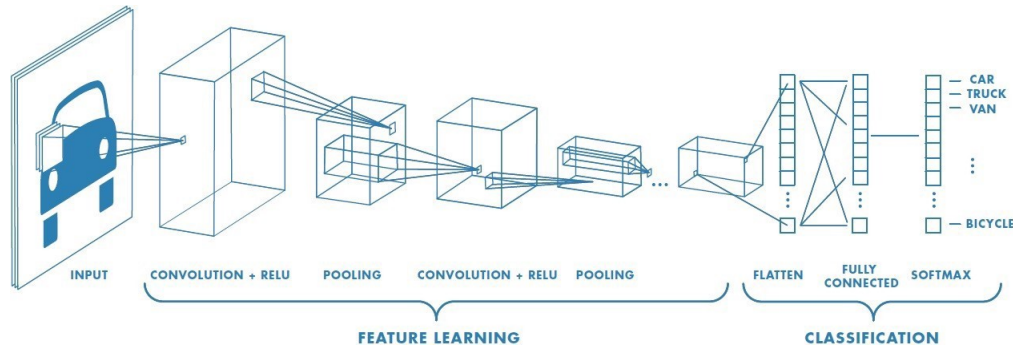 CAR
TRUCK
VAN
BICYCLE
INPUT
CONVOLUTION + RELU
POOLING
CONVOLUTION + RELU
POOLING
FLATTEN
FULLY
CONNECTED
SOFTMAX
FEATURE LEARNING
CLASSIFICATION